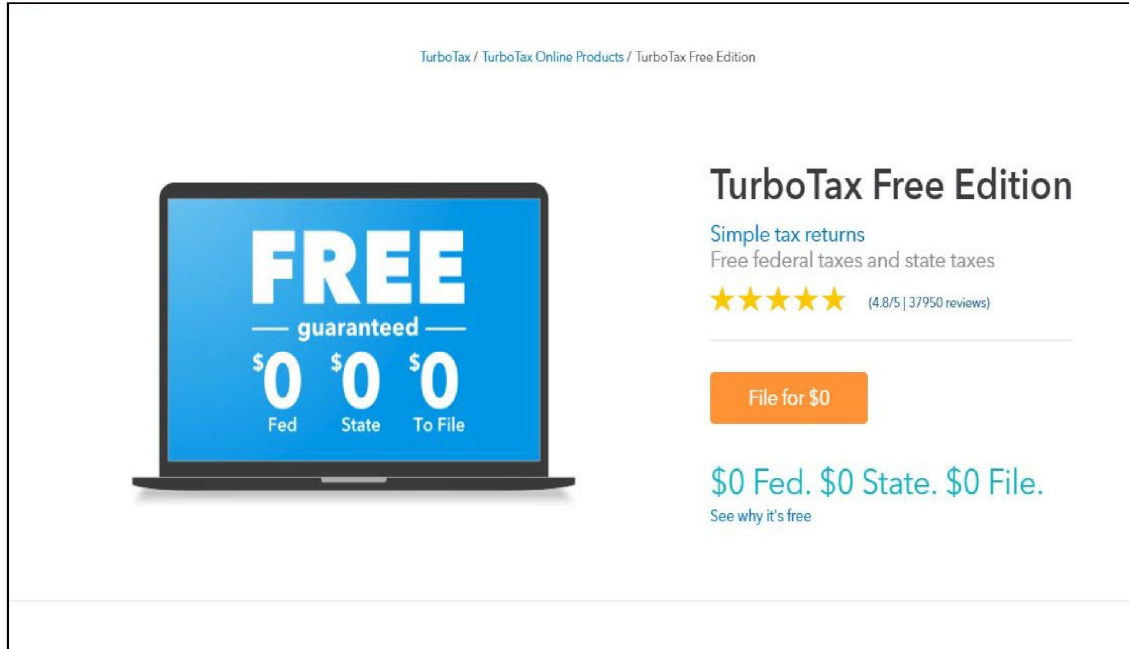 TurboTax / TurboTax Online Products / TurboTax Free Edition
FREE
guaranteed
$0 $0 $0
Fed State To File
TurboTax Free Edition
Simple tax returns
Free federal taxes and state taxes
(4.8/5 | 37950 reviews)
File for $0
$0 Fed. $0 State. $0 File.
See why it's free